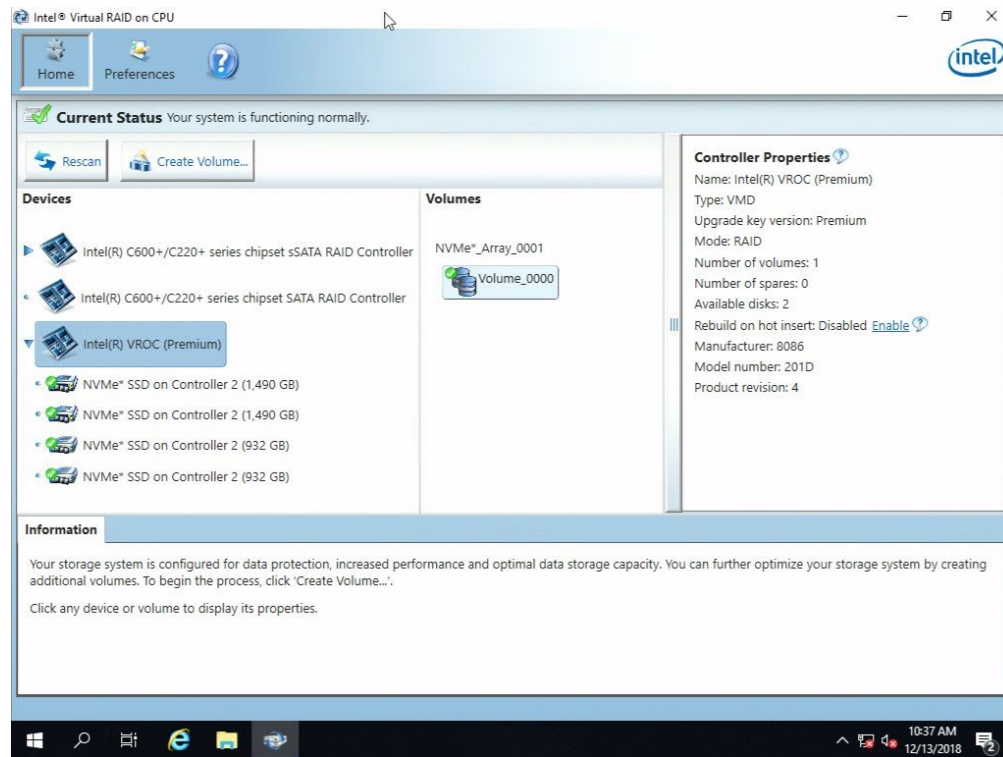 Intel® Virtual RAID on CPU
Home
Preferences
?
intel
Current Status Your system is functioning normally.
Rescan
Create Volume...
Devices
Intel(R) C600+/C220+ series chipset sSATA RAID Controller
Intel(R) C600+/C220+ series chipset SATA RAID Controller
Intel(R) VROC (Premium)
NVMe* SSD on Controller 2 (1,490 GB)
NVMe* SSD on Controller 2 (1,490 GB)
NVMe* SSD on Controller 2 (932 GB)
NVMe* SSD on Controller 2 (932 GB)
Volumes
NVMe*_Array_0001
Volume_0000
Controller Properties ?
Name: Intel(R) VROC (Premium)
Type: VMD
Upgrade key version: Premium
Mode: RAID
Number of volumes: 1
Number of spares: 0
Available disks: 2
Rebuild on hot insert: Disabled Enable ?
Manufacturer: 8086
Model number: 201D
Product revision: 4
Information
Your storage system is configured for data protection, increased performance and optimal data storage capacity. You can further optimize your storage system by creating
additional volumes. To begin the process, click 'Create Volume...'.
Click any device or volume to display its properties.
10:37 AM
12/13/2018
2